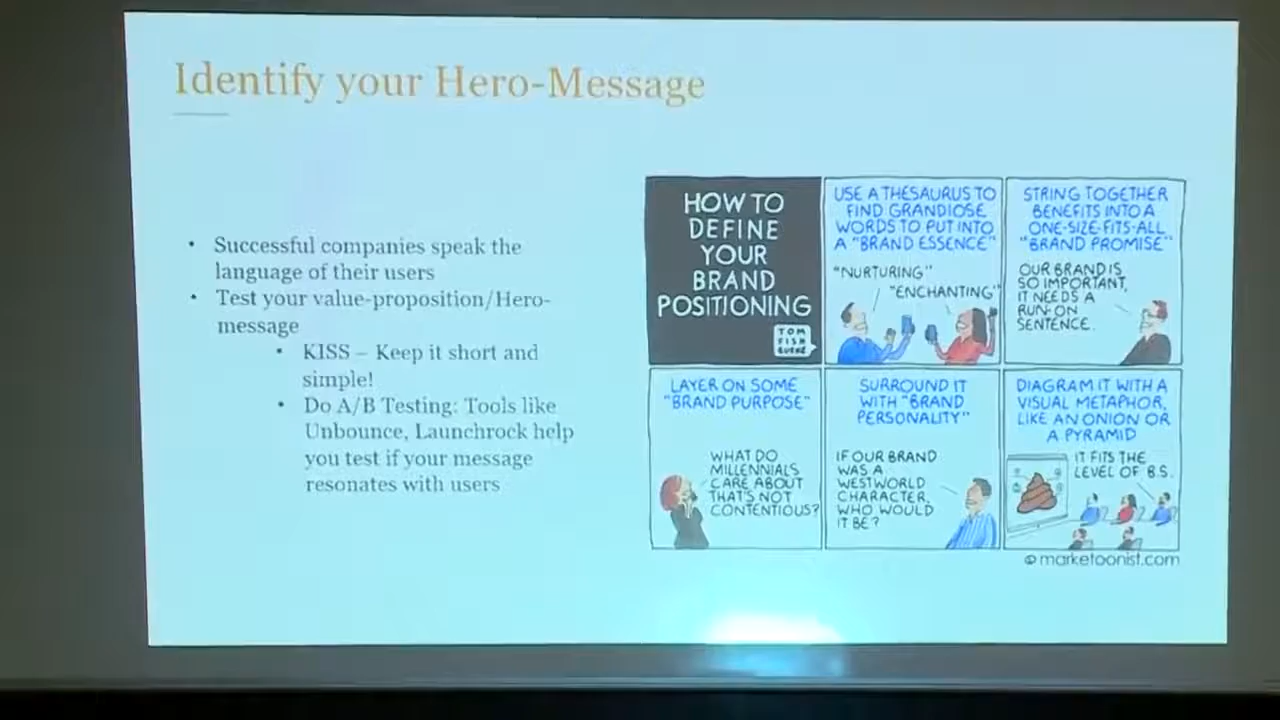 Identify your Hero-Message
Successful companies speak the
language of their users
Test your value-proposition/Hero-
message
KISS – Keep it short and
simple!
Do A/B Testing: Tools like
Unbounce, Launchrock help
you test if your message
resonates with users
HOW TO
DEFINE
YOUR
BRAND
POSITIONING
TOM
FISH
BURNE
USE A THESAURUS TO
FIND GRANDIOSE
WORDS TO PUT INTO
A "BRAND ESSENCE"
"NURTURING"
"ENCHANTING"
STRING TOGETHER
BENEFITS INTO A
ONE-SIZE-FITS-ALL
"BRAND PROMISE"
OUR BRAND IS
SO IMPORTANT,
IT NEEDS A
RUN-ON
SENTENCE.
LAYER ON SOME
"BRAND PURPOSE"
WHAT DO
MILLENNIALS
CARE ABOUT
THAT'S NOT
CONTENTIOUS?
SURROUND IT
WITH "BRAND
PERSONALITY"
IF OUR BRAND
WAS A
WESTWORLD
CHARACTER,
WHO WOULD
IT BE?
DIAGRAM IT WITH A
VISUAL METAPHOR,
LIKE AN ONION OR
A PYRAMID
IT FITS THE
LEVEL OF B.S.
© marketoonist.com